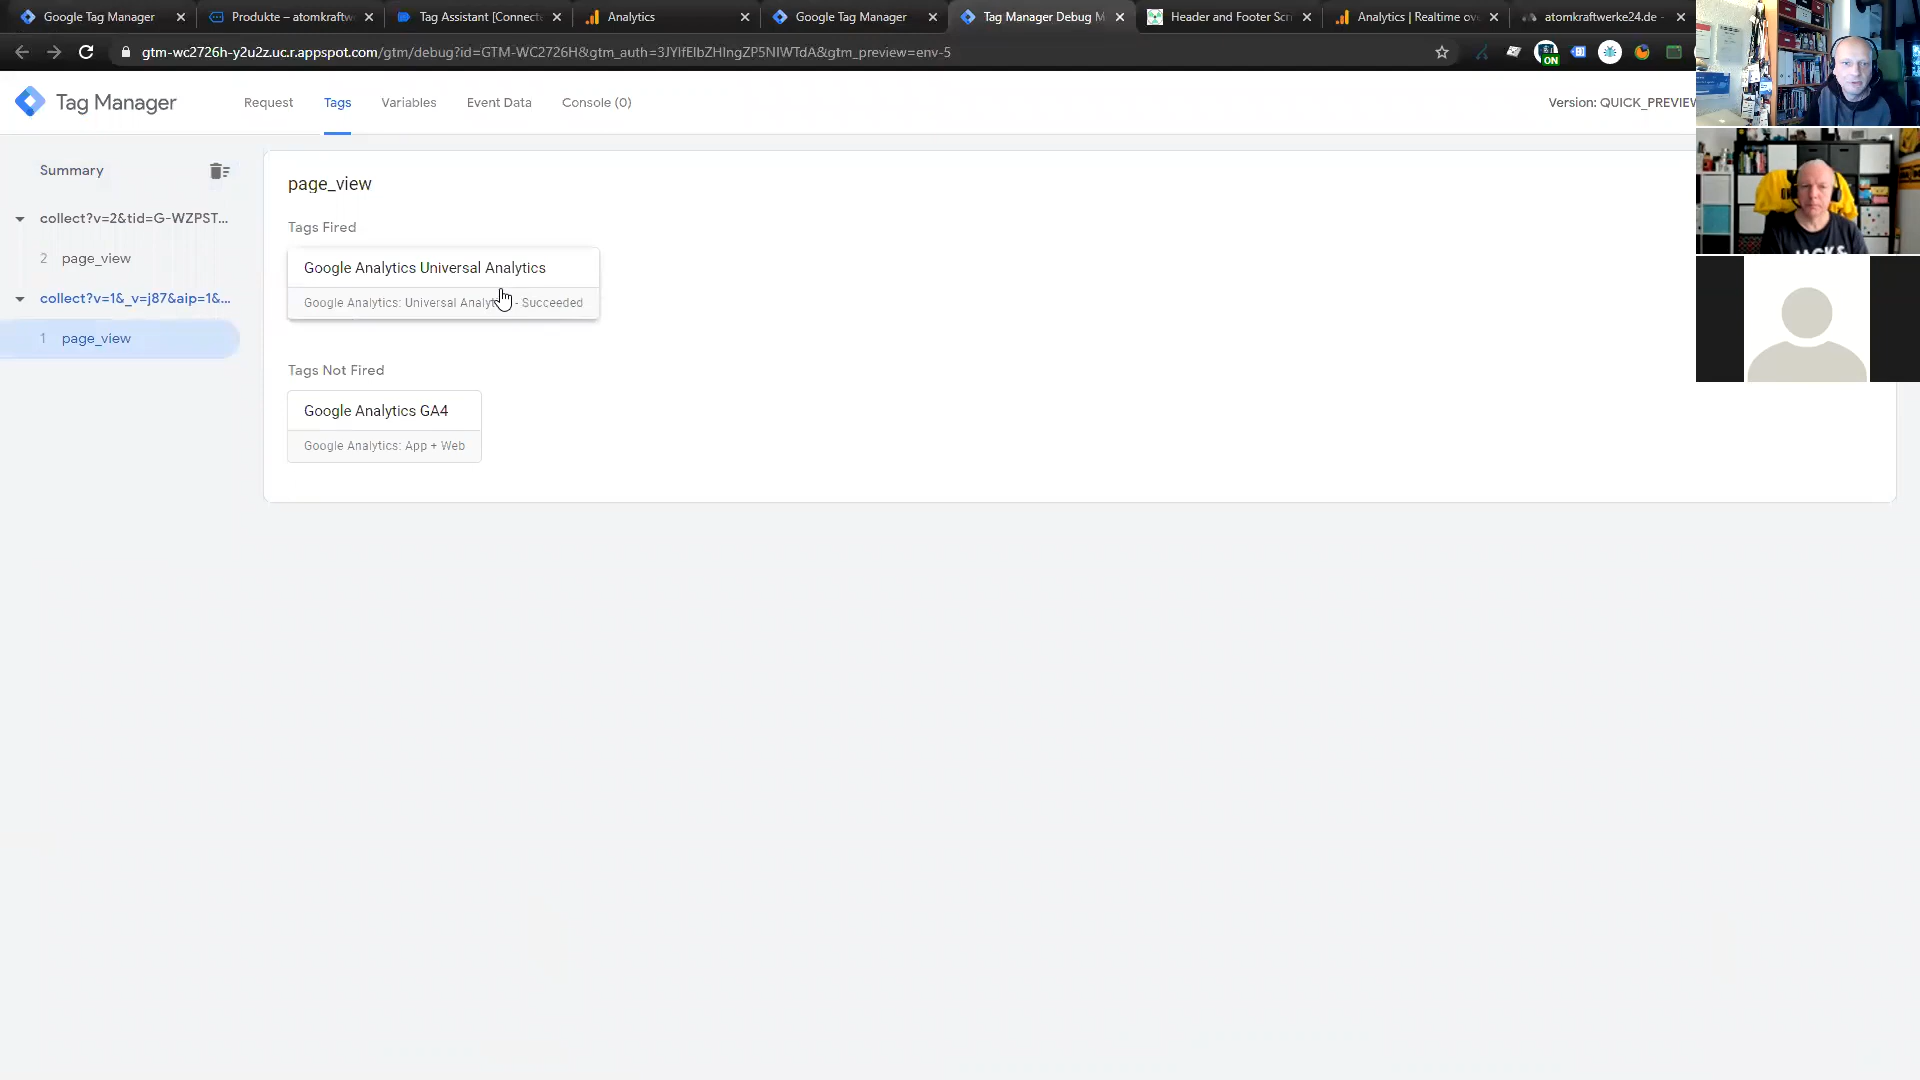 Google Tag Manager
Produkte – atomkraftw
Tag Assistant [Connect
Analytics
Google Tag Manager
Tag Manager Debug M
Header and Footer Scr
Analytics | Realtime ov
atomkraftwerke24.de -
gtm-wc2726h-y2u2z.uc.r.appspot.com/gtm/debug?id=GTM-WC2726H&gtm_auth=3JYlfElbZHlngZP5NlWTdA&gtm_preview=env-5
ON
Tag Manager
Request
Tags
Variables
Event Data
Console (0)
Version: QUICK_PREVIEW
Summary
collect?v=2&tid=G-WZPST...
2 page_view
collect?v=1&_v=j87&aip=1&...
1 page_view
page_view
Tags Fired
Google Analytics Universal Analytics
Google Analytics: Universal Analyt - Succeeded
Tags Not Fired
Google Analytics GA4
Google Analytics: App + Web